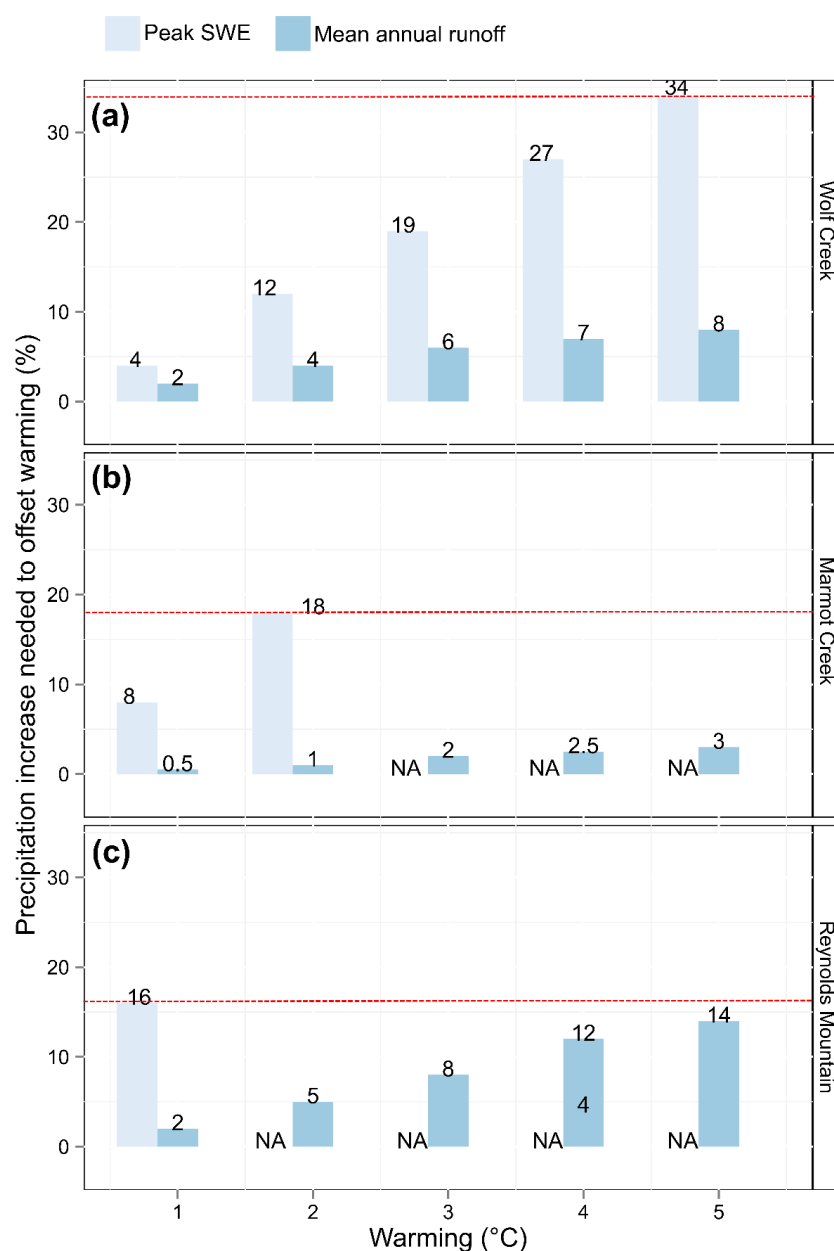 Peak SWE Mean annual runoff
Precipitation increase needed to offset warming (%)
(a)
Wolf Creek
30
20
10
0
4
2
12
4
19
6
27
7
34
8
(b)
Marmot Creek
30
20
10
0
8
0.5
18
1
NA
2
NA
2.5
NA
3
(c)
Reynolds Mountain
30
20
10
0
16
2
NA
5
NA
8
NA
12
4
NA
14
1 2 3 4 5
Warming (°C)